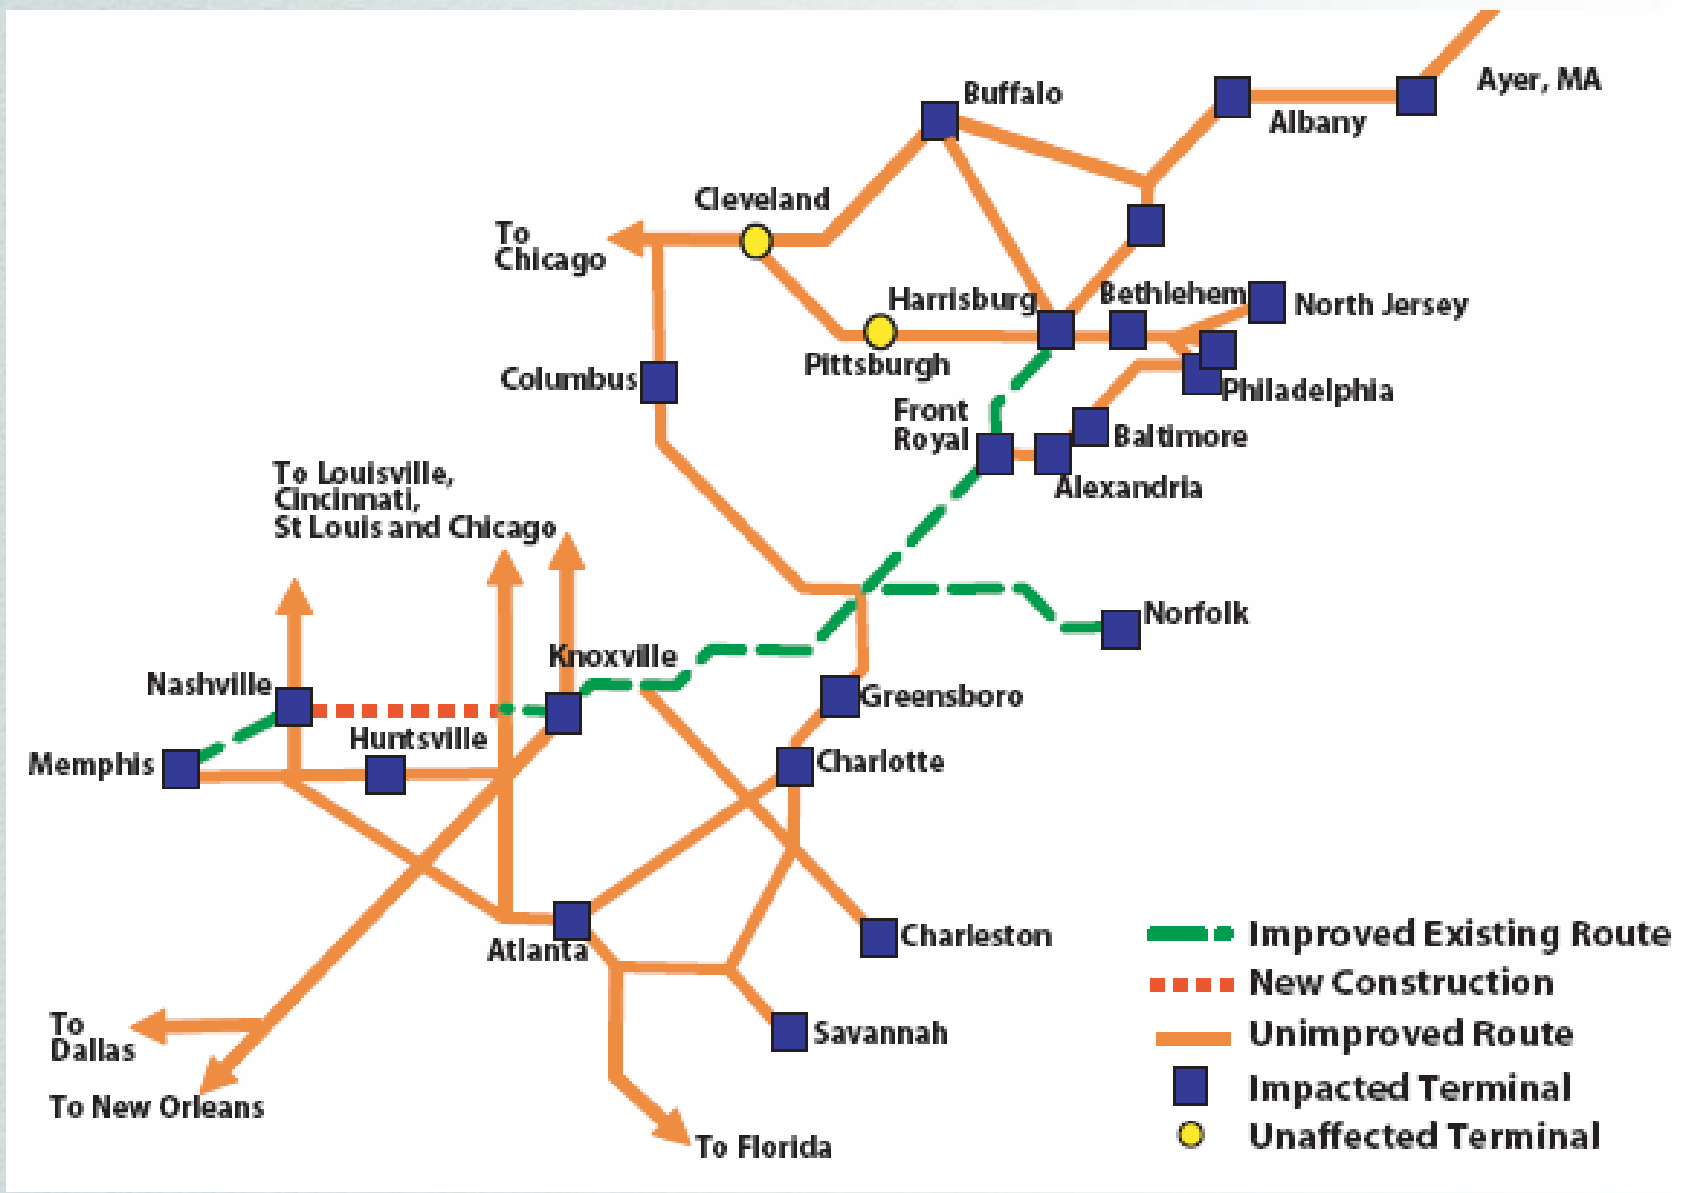 Ayer, MA
Buffalo
Albany
Cleveland
To
Chicago
Harrisburg
Bethlehem
North Jersey
Pittsburgh
Columbus
Philadelphia
Front
Royal
Baltimore
Alexandria
To Louisville,
Cincinnati,
St Louis and Chicago
Norfolk
Knoxville
Nashville
Greensboro
Huntsville
Memphis
Charlotte
Atlanta
Charleston
To
Dallas
Savannah
To New Orleans
To Florida
Improved Existing Route
New Construction
Unimproved Route
Impacted Terminal
Unaffected Terminal